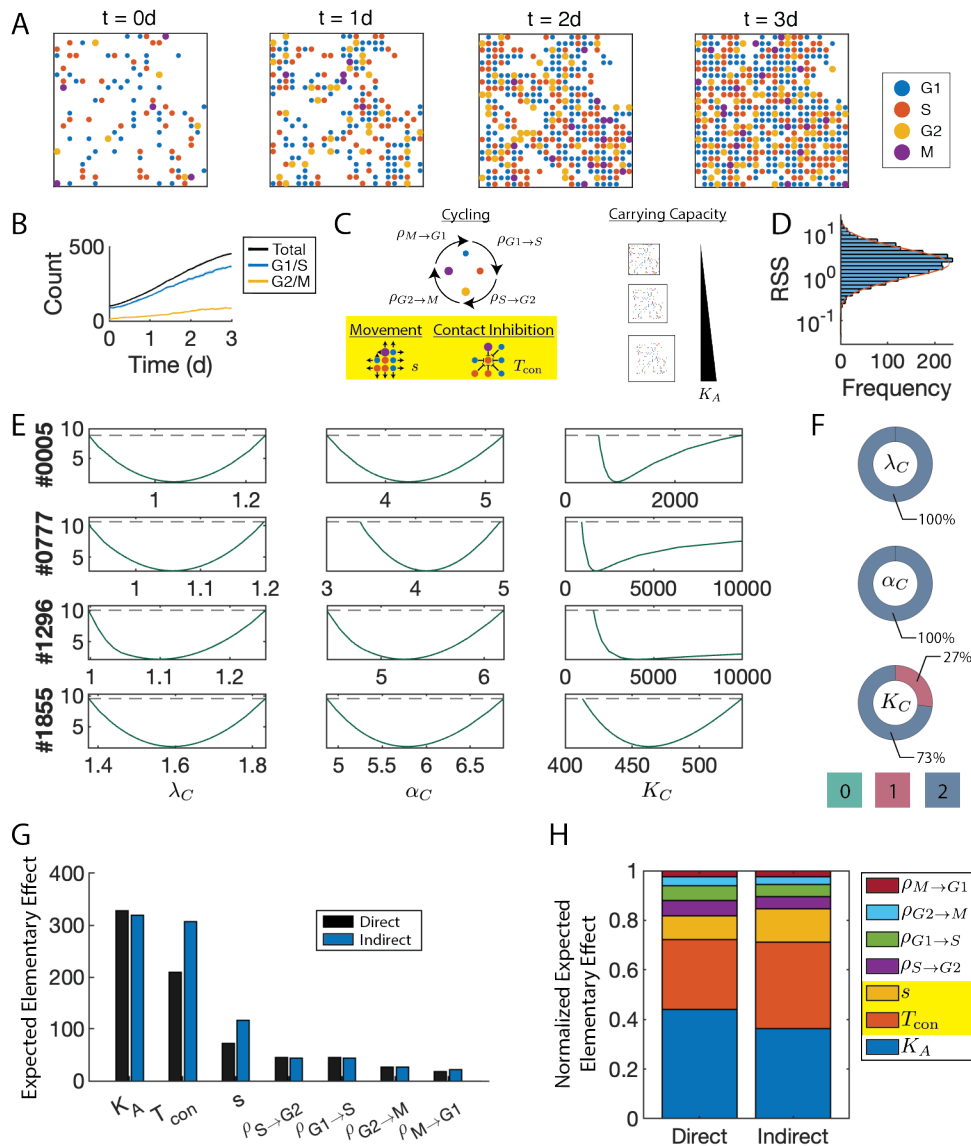 A
t = 0d
t = 1d
t = 2d
t = 3d
G1
S
G2
M
B
Count
500
0
0
1
2
3
Time (d)
Total
G1/S
G2/M
C
Cycling
ρM→G1
ρG1→S
ρG2→M
ρS→G2
Movement
s
Contact Inhibition
Tcon
Carrying Capacity
KA
D
RSS
10¹
10⁰
10⁻¹
0
100
200
Frequency
E
#0005
10
5
1
1.2
4
5
0
2000
#0777
10
5
1
1.1
1.2
3
4
5
0
5000
10000
#1296
10
5
1
1.1
1.2
5
6
0
5000
10000
#1855
5
1.4
1.6
1.8
5
5.5
6
6.5
400
450
500
λC
αC
KC
F
λC
100%
αC
100%
27%
KC
73%
0
1
2
G
Expected Elementary Effect
400
300
200
100
0
Direct
Indirect
KA
Tcon
s
ρS→G2
ρG1→S
ρG2→M
ρM→G1
H
Normalized Expected
Elementary Effect
1
0.8
0.6
0.4
0.2
0
Direct
Indirect
ρM→G1
ρG2→M
ρG1→S
ρS→G2
s
Tcon
KA